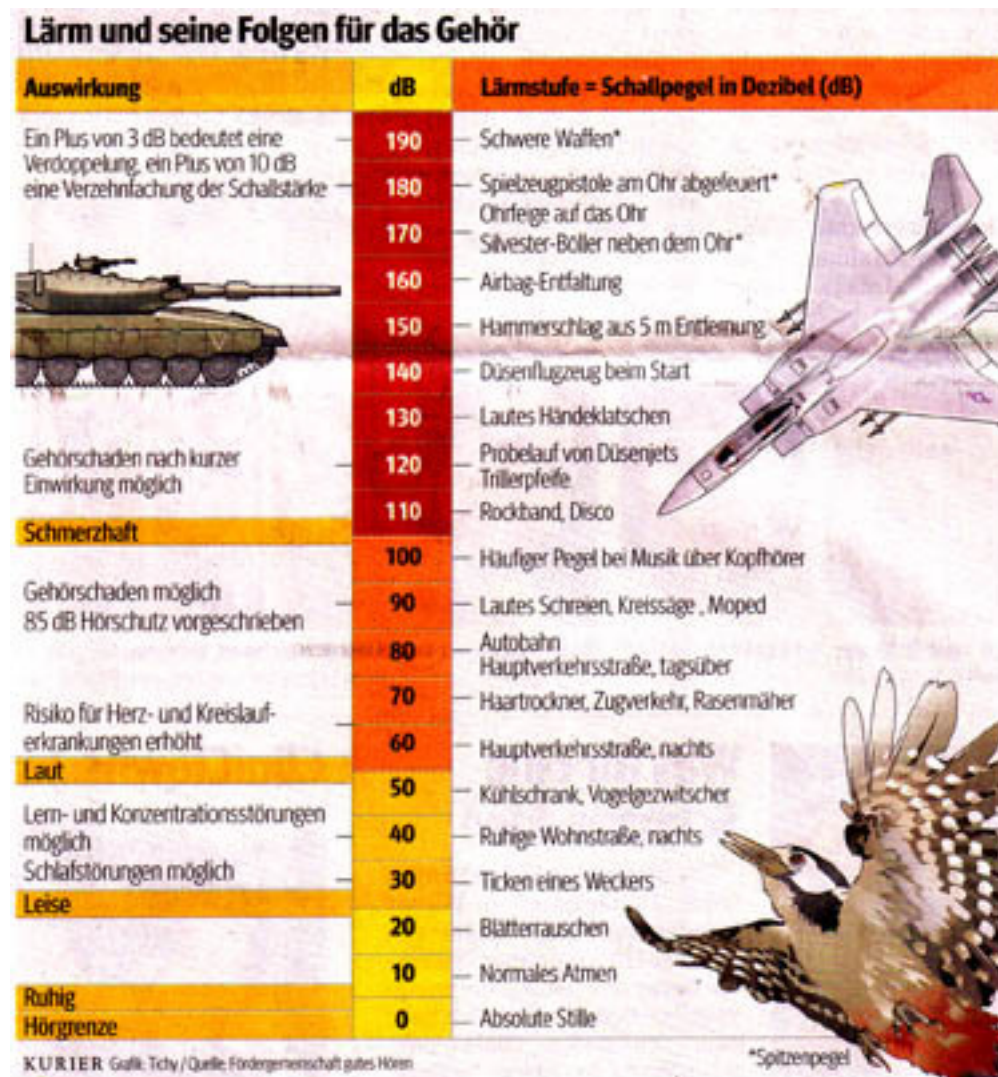 Lärm und seine Folgen für das Gehör
Auswirkung dB Lärmstufe = Schallpegel in Dezibel (dB)
Ein Plus von 3 dB bedeutet eine
Verdoppelung, ein Plus von 10 dB
eine Verzehnfachung der Schallstärke
190 Schwere Waffen*
180 Spielzeugpistole am Ohr abgefeuert*
Ohrfeige auf das Ohr
170
Silvester-Böller neben dem Ohr*
160 Airbag-Entfaltung
150 Hammerschlag aus 5 m Entfernung
140 Düsenflugzeug beim Start
130 Lautes Händeklatschen
Gehörschaden nach kurzer
Einwirkung möglich
120 Probelauf von Düsenjets
Trillerpfeife
110 Rockband, Disco
Schmerzhaft
100 Häufiger Pegel bei Musik über Kopfhörer
Gehörschaden möglich
85 dB Hörschutz vorgeschrieben
90 Lautes Schreien, Kreissäge , Moped
80 Autobahn
Hauptverkehrsstraße, tagsüber
70 Haartrockner, Zugverkehr, Rasenmäher
Risiko für Herz- und Kreislauf-
erkrankungen erhöht
60 Hauptverkehrsstraße, nachts
Laut
50 Kühlschrank, Vogelgezwitscher
Lern- und Konzentrationsstörungen
möglich
40 Ruhige Wohnstraße, nachts
Schlafstörungen möglich
30 Ticken eines Weckers
Leise
20 Blätterrauschen
10 Normales Atmen
Ruhig
Hörgrenze
0 Absolute Stille
KURIER Grafik: Tichy / Quelle: Fördergemeinschaft gutes Hören
*Spitzenpegel